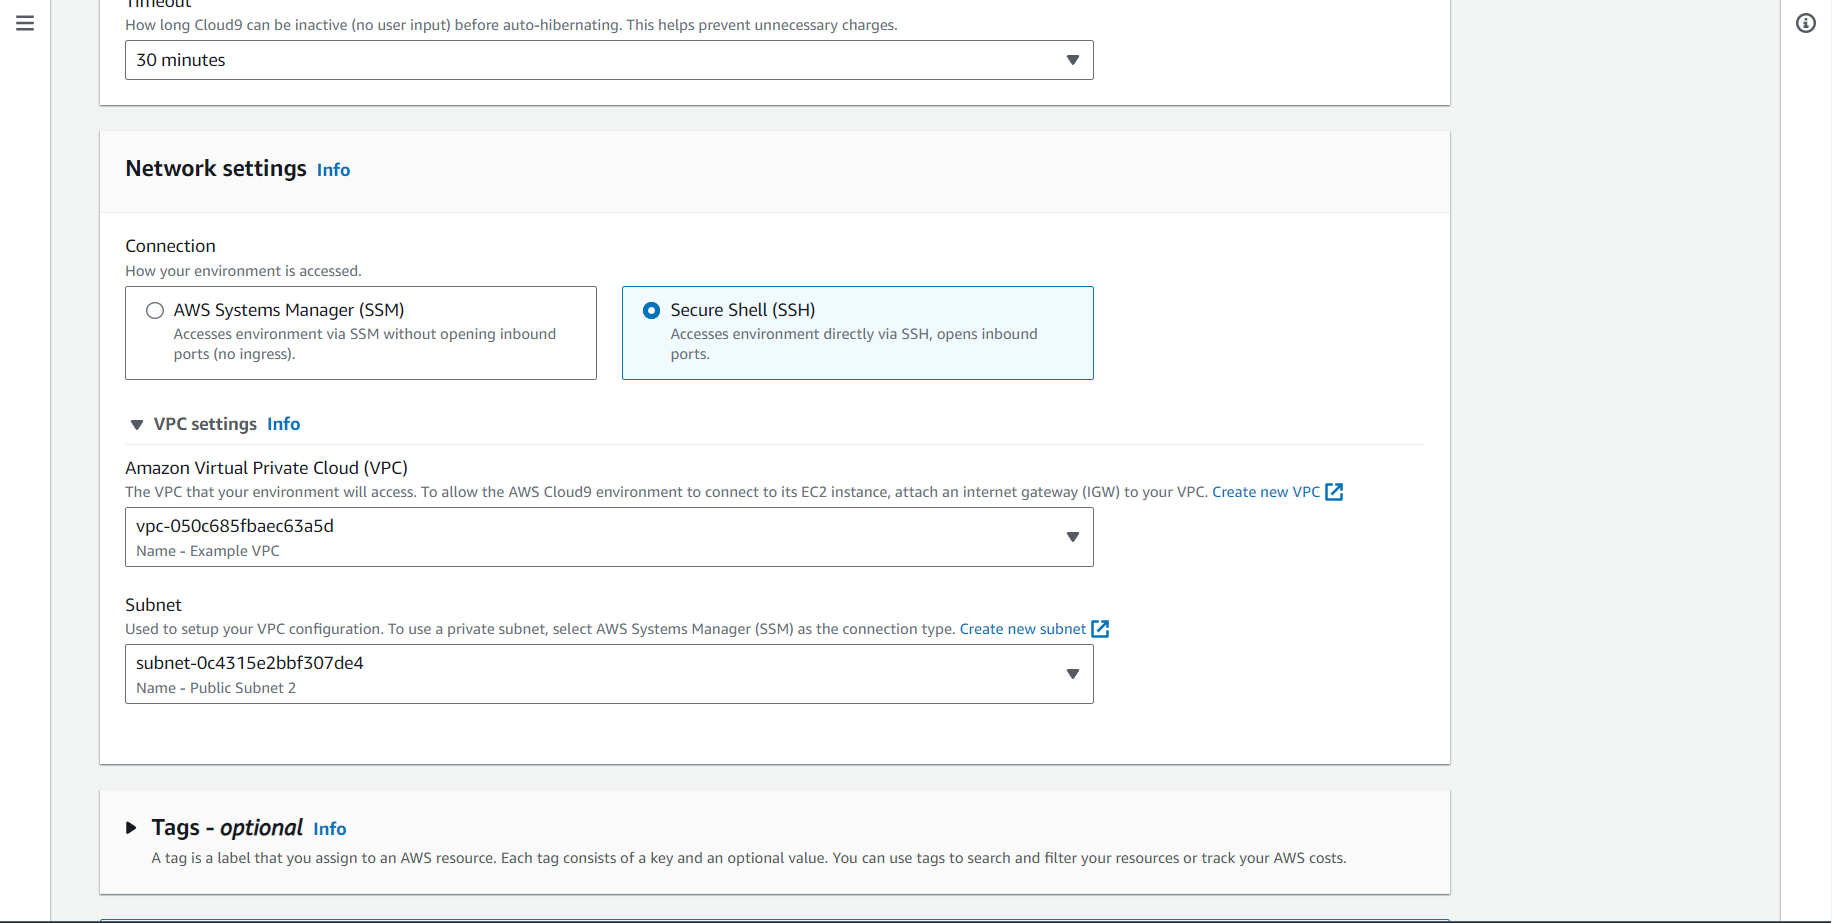 Timeout
How long Cloud9 can be inactive (no user input) before auto-hibernating. This helps prevent unnecessary charges.
30 minutes
Network settings Info
Connection
How your environment is accessed.
AWS Systems Manager (SSM)
Accesses environment via SSM without opening inbound
ports (no ingress).
Secure Shell (SSH)
Accesses environment directly via SSH, opens inbound
ports.
VPC settings Info
Amazon Virtual Private Cloud (VPC)
The VPC that your environment will access. To allow the AWS Cloud9 environment to connect to its EC2 instance, attach an internet gateway (IGW) to your VPC. Create new VPC
vpc-050c685fbaec63a5d
Name - Example VPC
Subnet
Used to setup your VPC configuration. To use a private subnet, select AWS Systems Manager (SSM) as the connection type. Create new subnet
subnet-0c4315e2bbf307de4
Name - Public Subnet 2
Tags - optional Info
A tag is a label that you assign to an AWS resource. Each tag consists of a key and an optional value. You can use tags to search and filter your resources or track your AWS costs.